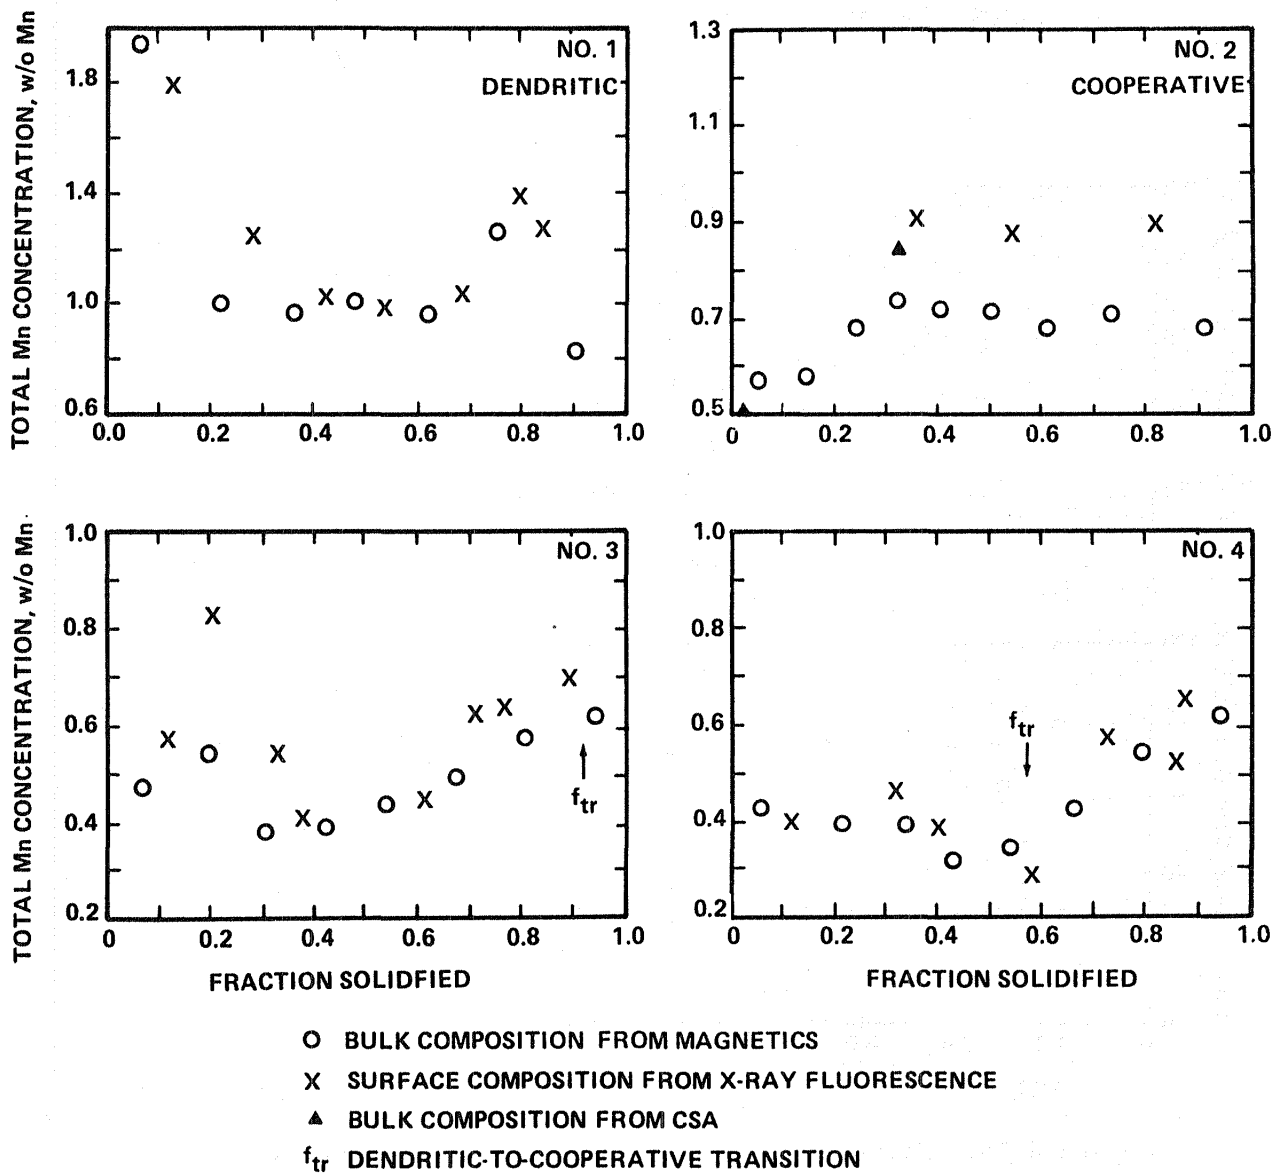 TOTAL Mn CONCENTRATION, w/o Mn
1.8
1.4
1.0
0.6
NO. 1
DENDRITIC
0.0 0.2 0.4 0.6 0.8 1.0
1.3
1.1
0.9
0.7
0.5
NO. 2
COOPERATIVE
0 0.2 0.4 0.6 0.8 1.0
TOTAL Mn CONCENTRATION, w/o Mn
1.0
0.8
0.6
0.4
0.2
NO. 3
ftr
0 0.2 0.4 0.6 0.8 1.0
FRACTION SOLIDFIED
1.0
0.8
0.6
0.4
0.2
NO. 4
ftr
0 0.2 0.4 0.6 0.8 1.0
FRACTION SOLIDIFIED
O BULK COMPOSITION FROM MAGNETICS
X SURFACE COMPOSITION FROM X-RAY FLUORESCENCE
▲ BULK COMPOSITION FROM CSA
ftr DENDRITIC-TO-COOPERATIVE TRANSITION